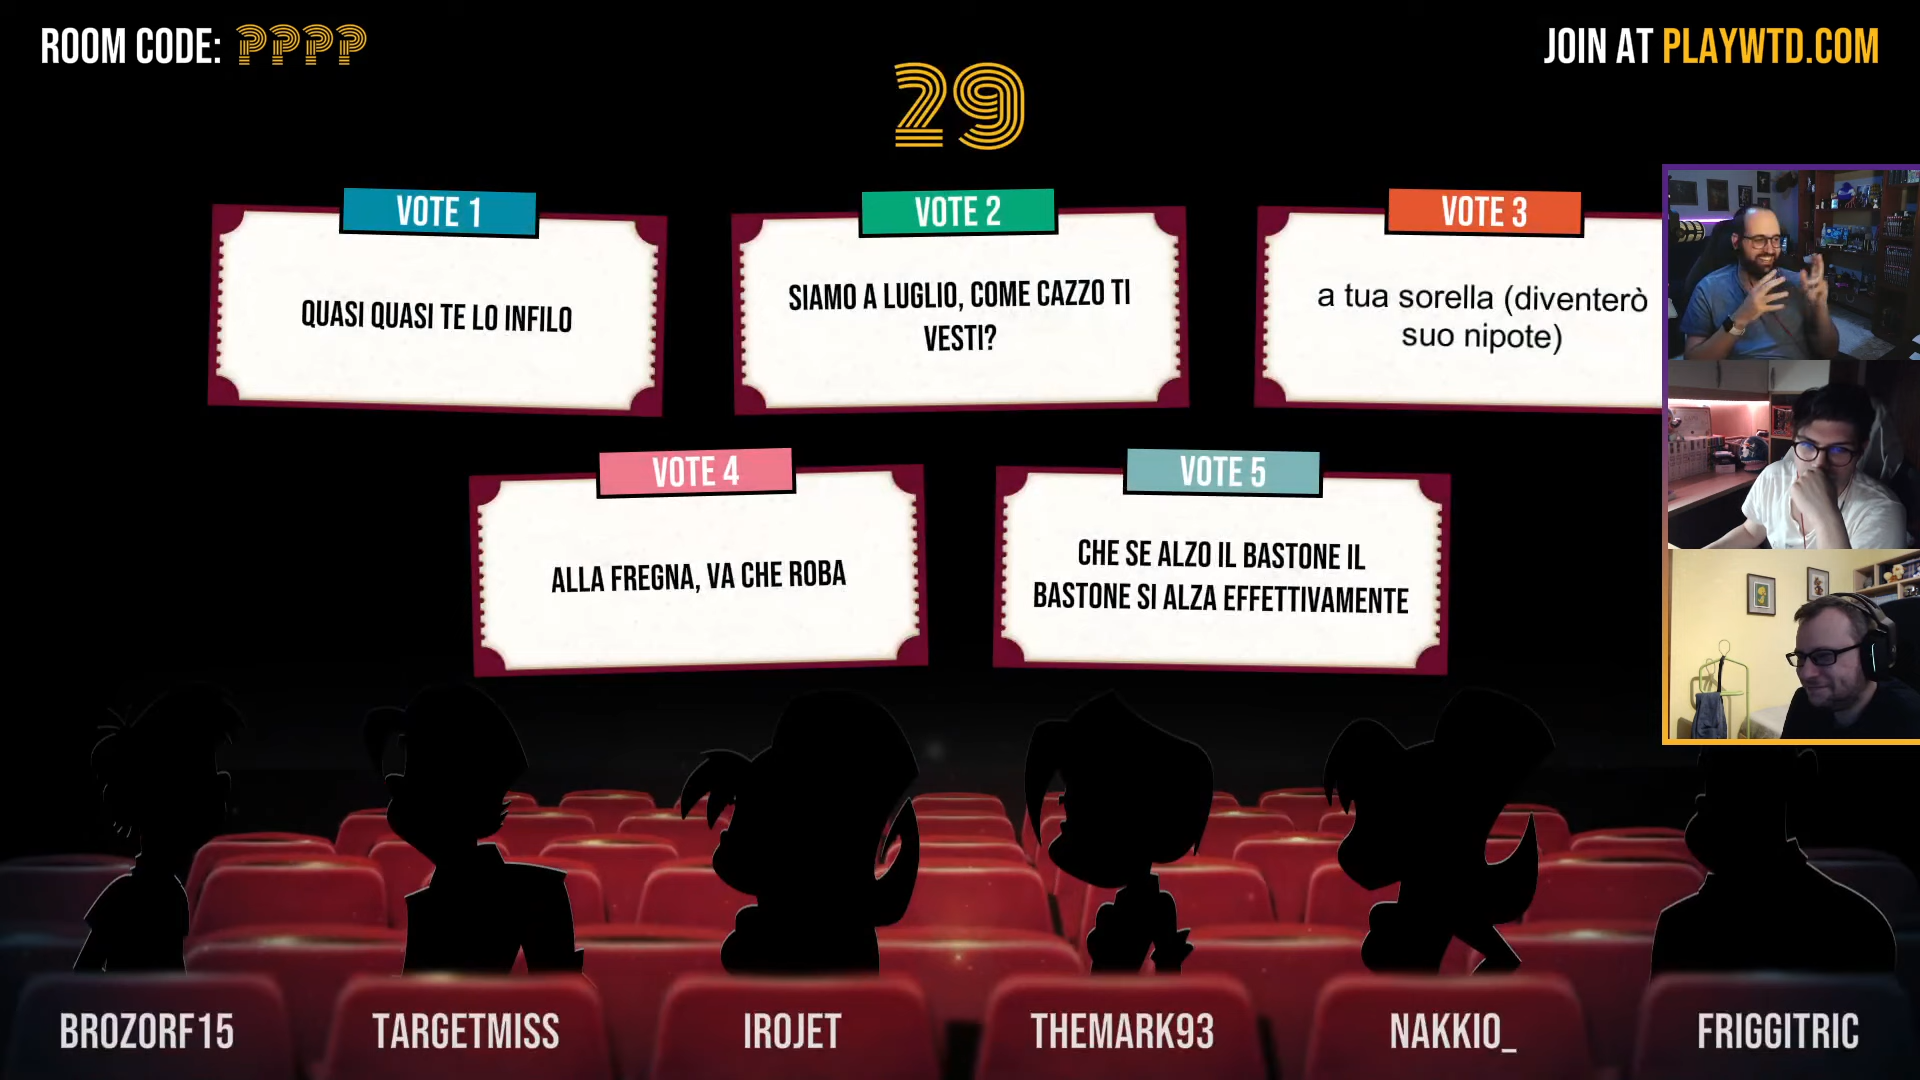 ROOM CODE: ????
JOIN AT PLAYWTD.COM
29
VOTE 1
QUASI QUASI TE LO INFILO
VOTE 2
SIAMO A LUGLIO, COME CAZZO TI
VESTI?
VOTE 3
a tua sorella (diventerò
suo nipote)
VOTE 4
ALLA FREGNA, VA CHE ROBA
VOTE 5
CHE SE ALZO IL BASTONE IL
BASTONE SI ALZA EFFETTIVAMENTE
BROZORF15
TARGETMISS
IROJET
THEMARK93
NAKKIO_
FRIGGITRIC